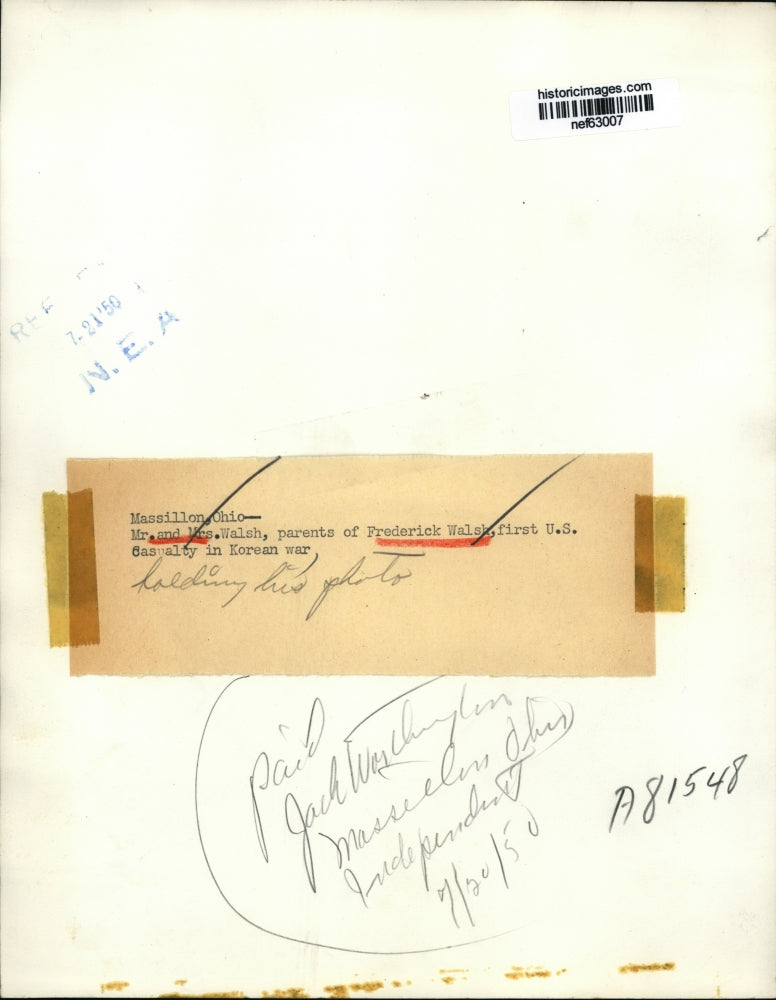 historicimages.com
nef63007
7-21'50
N. E. A
Massillon,Ohio—
Mr.and Mrs.Walsh, parents of Frederick Walsh,first U.S.
Casualty in Korean war,
holding his photo
paid
Jack Worthington
Massillon Ohio
Independent
7/20/50
A81548